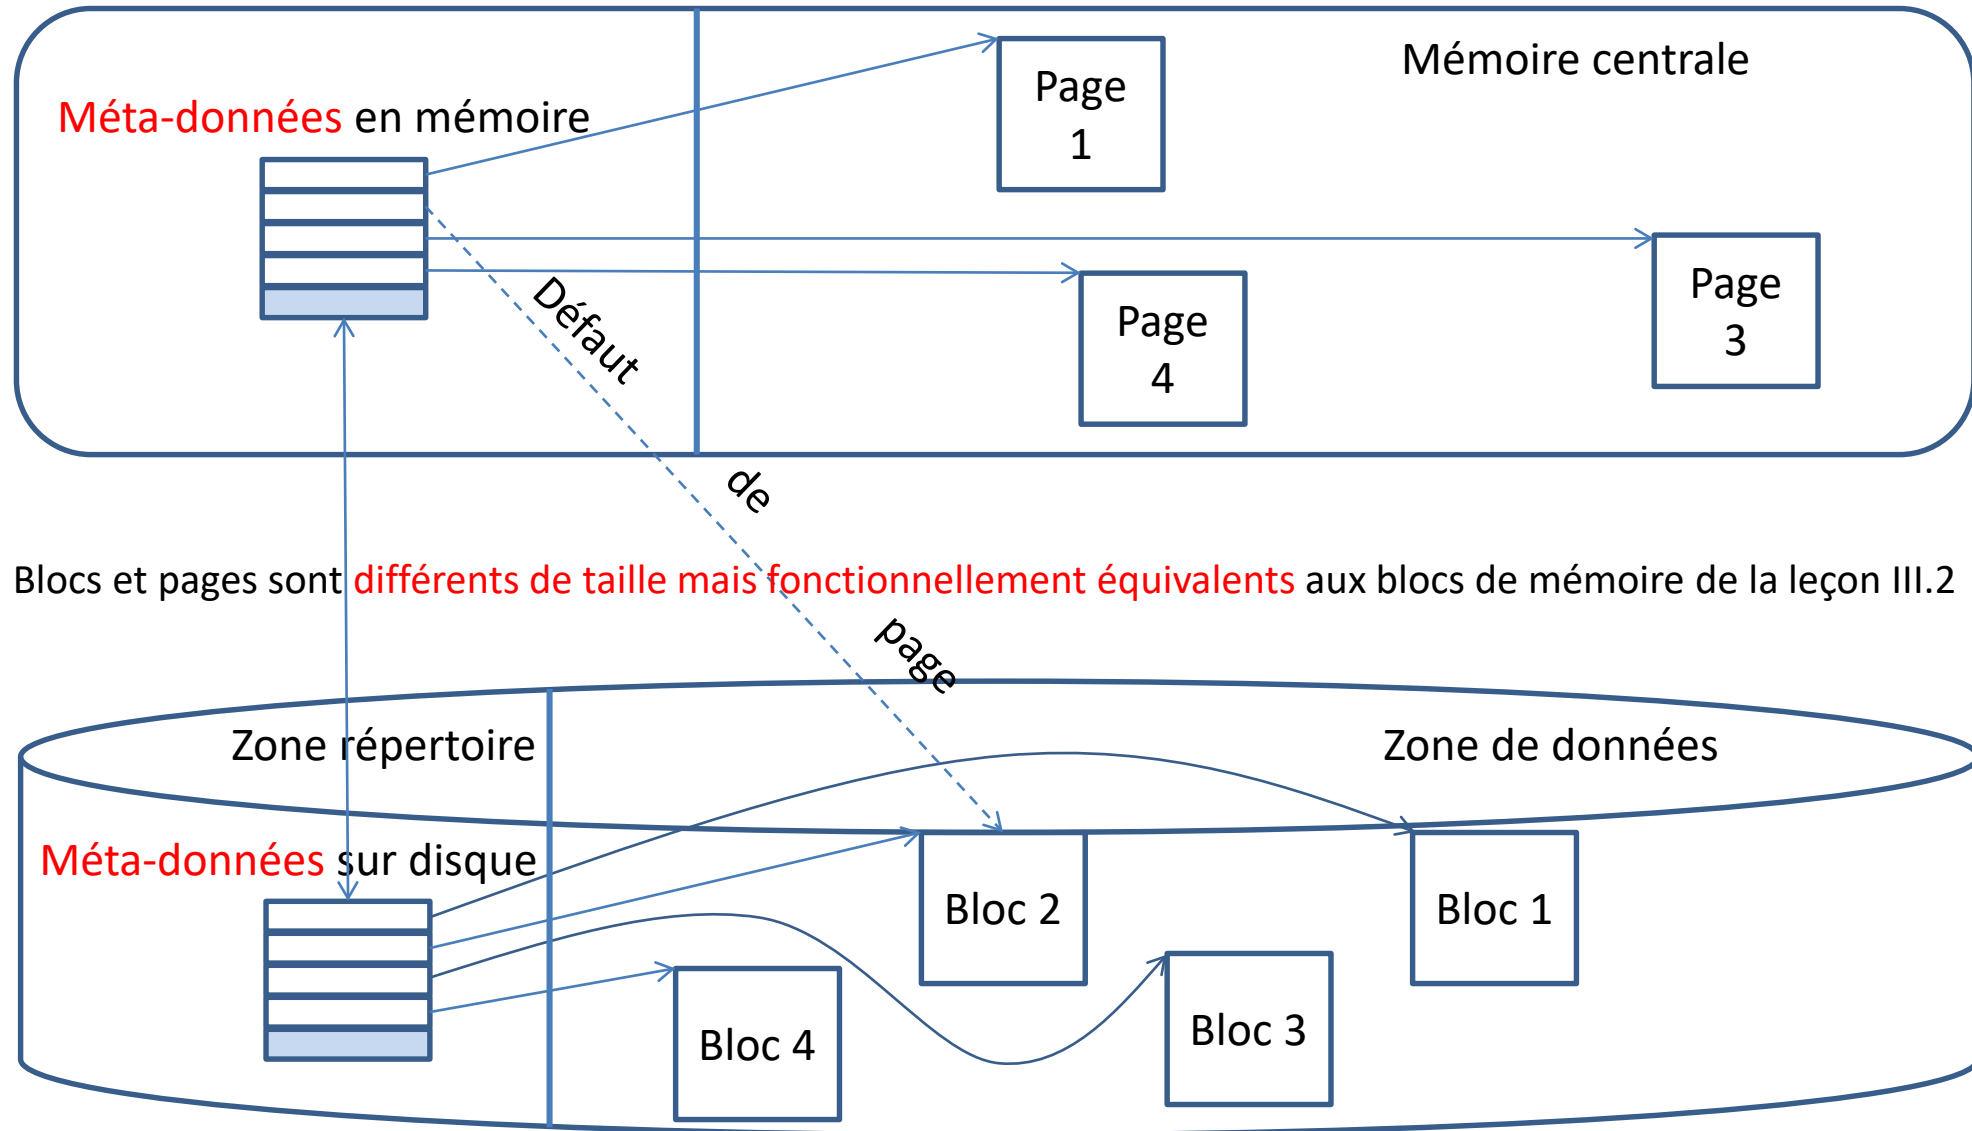 Mémoire centrale
Méta-données en mémoire
Page
1
Page
3
Page
4
Défaut
de
page
Blocs et pages sont différents de taille mais fonctionnellement équivalents aux blocs de mémoire de la leçon III.2
Zone répertoire
Zone de données
Méta-données sur disque
Bloc 2
Bloc 1
Bloc 3
Bloc 4